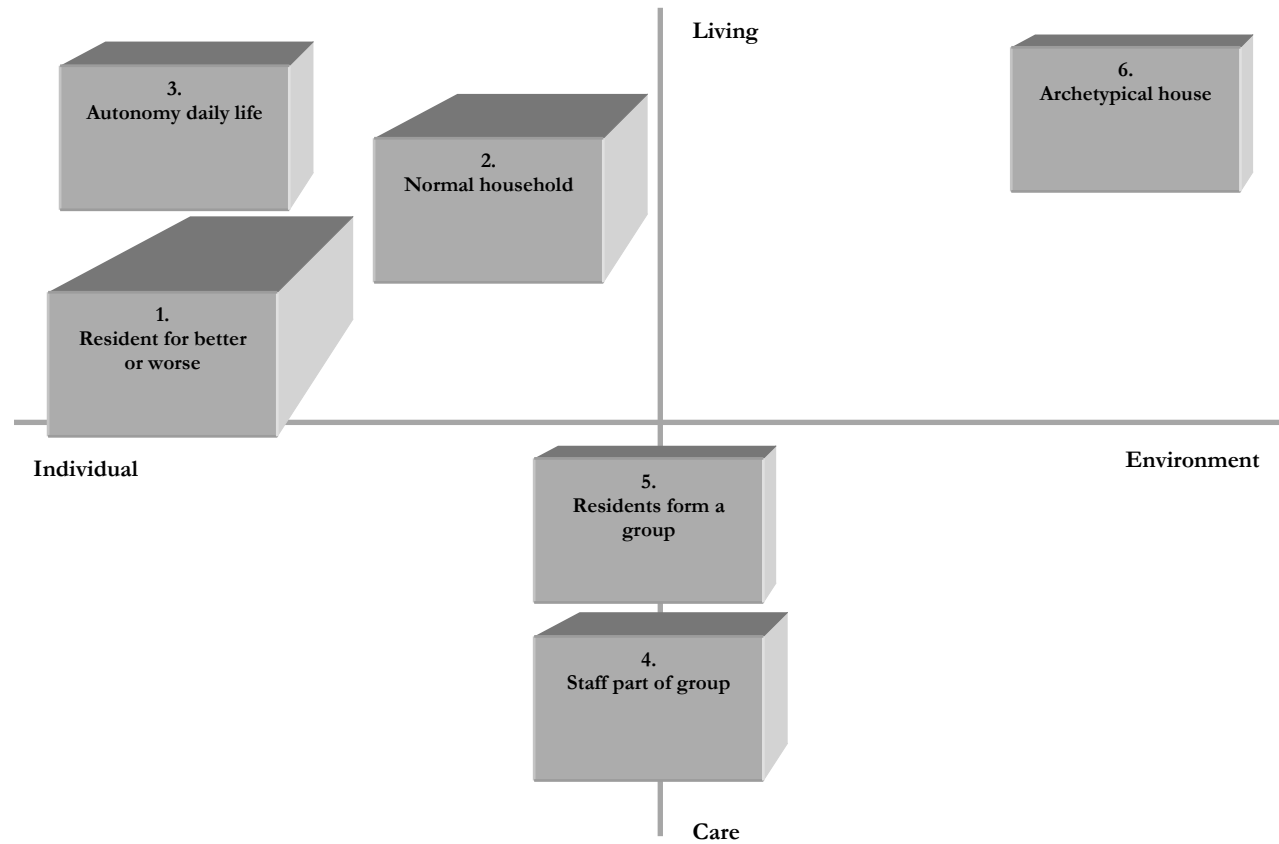 Living
3.
Autonomy daily life
6.
Archetypical house
2.
Normal household
1.
Resident for better
or worse
Individual
Environment
5.
Residents form a
group
4.
Staff part of group
Care